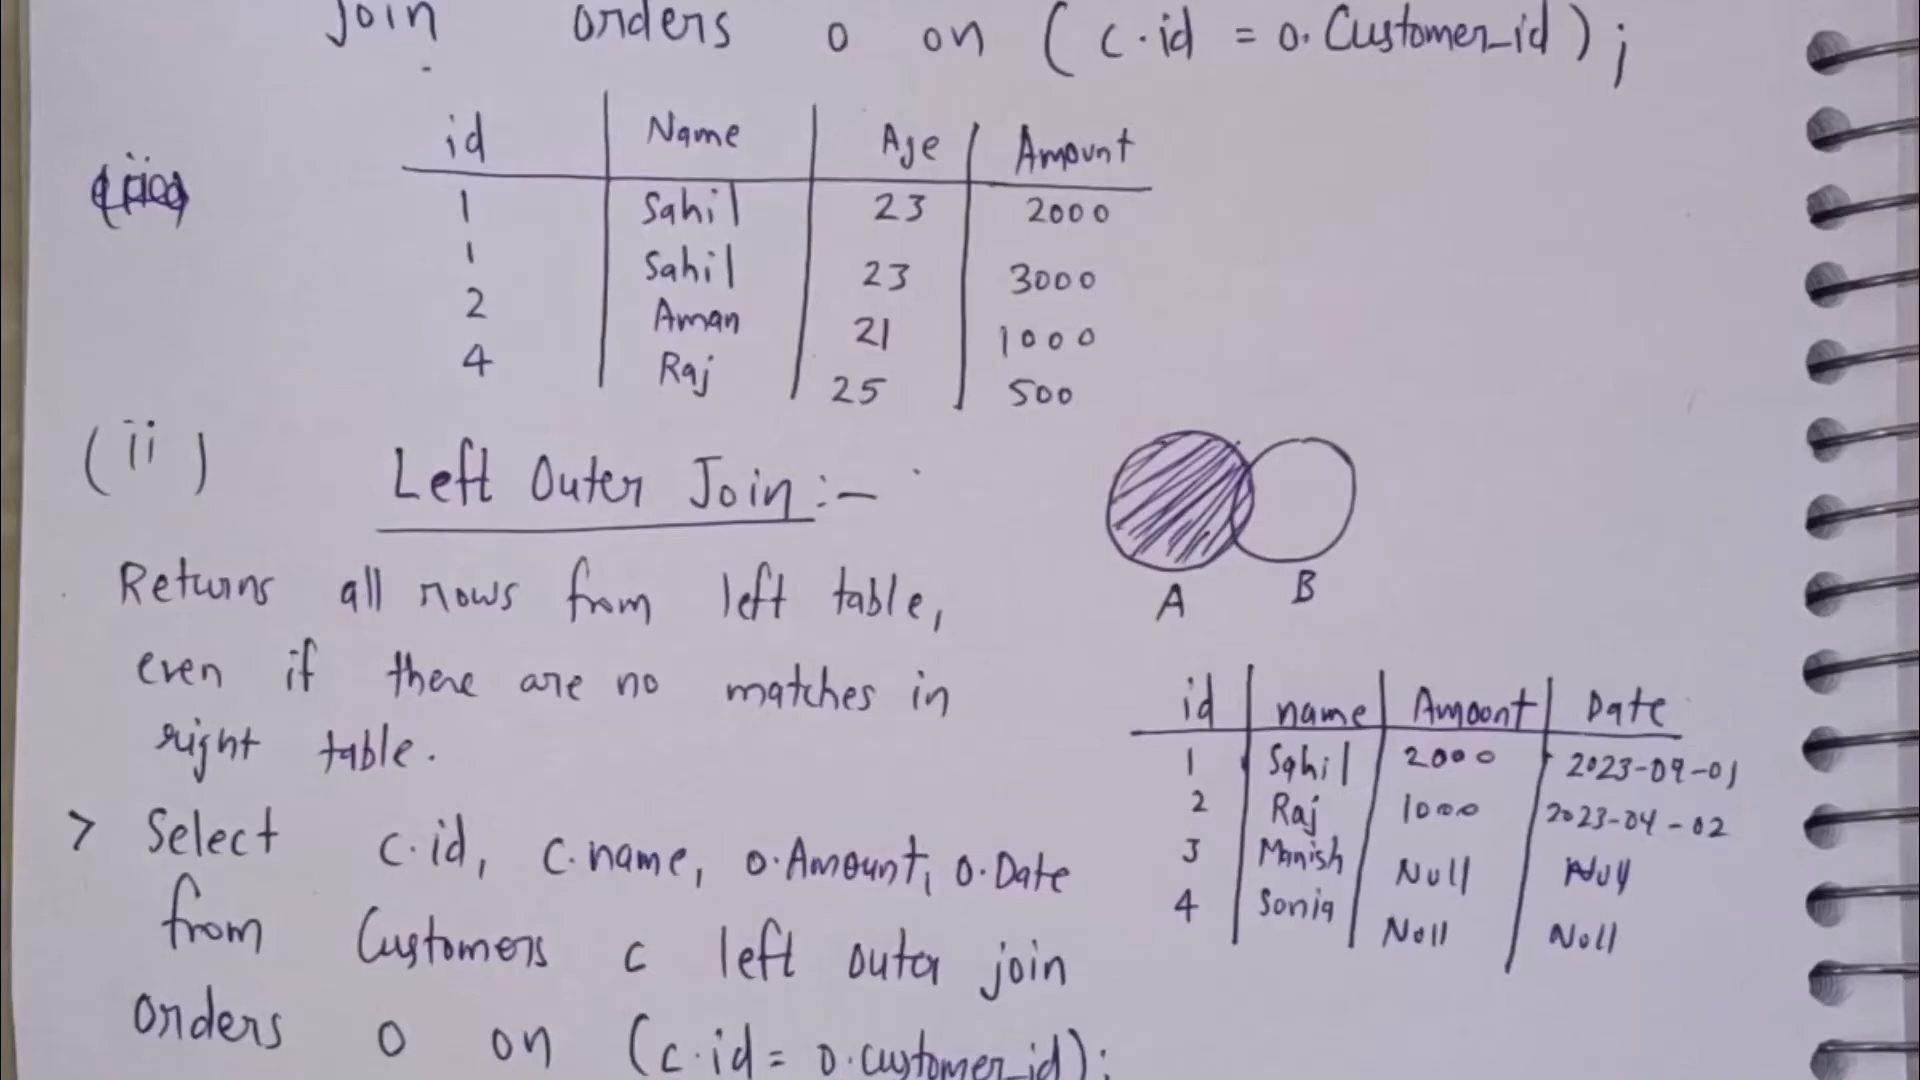 Join orders o on (c.id = o.Customer_id);
id Name Age Amount
1 Sahil 23 2000
1 Sahil 23 3000
2 Aman 21 1000
4 Raj 25 500
(ii) Left Outer Join :-
A B
Returns all rows from left table,
even if there are no matches in
right table.
> Select c.id, c.name, o.Amount, o.Date
from Customers c left outer join
orders o on (c.id = o.customer_id);
id name Amount Date
1 Sahil 2000 2023-09-01
2 Raj 1000 2023-04-02
3 Manish Null Null
4 Sonia Null Null